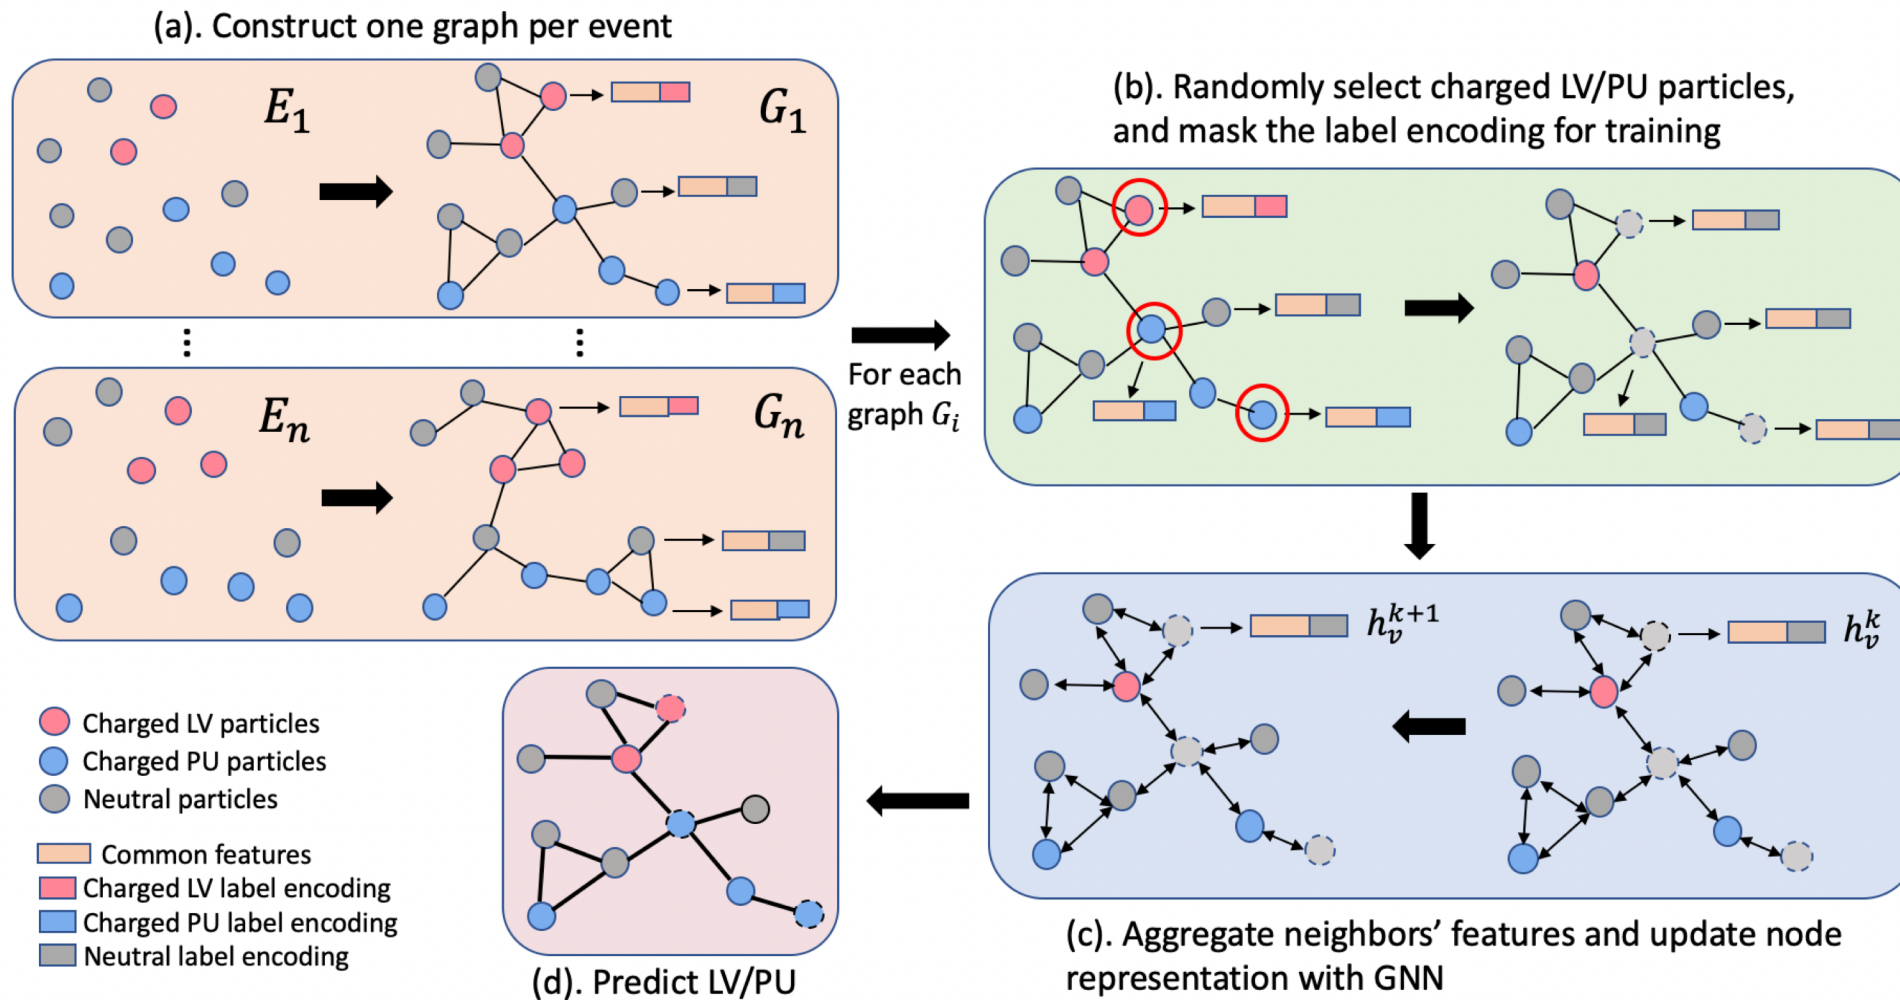 (a). Construct one graph per event
E₁
G₁
⋮
⋮
Eₙ
Gₙ
For each
graph Gᵢ
(b). Randomly select charged LV/PU particles,
and mask the label encoding for training
h_v^{k+1}
h_v^k
(c). Aggregate neighbors' features and update node
representation with GNN
(d). Predict LV/PU
Charged LV particles
Charged PU particles
Neutral particles
Common features
Charged LV label encoding
Charged PU label encoding
Neutral label encoding